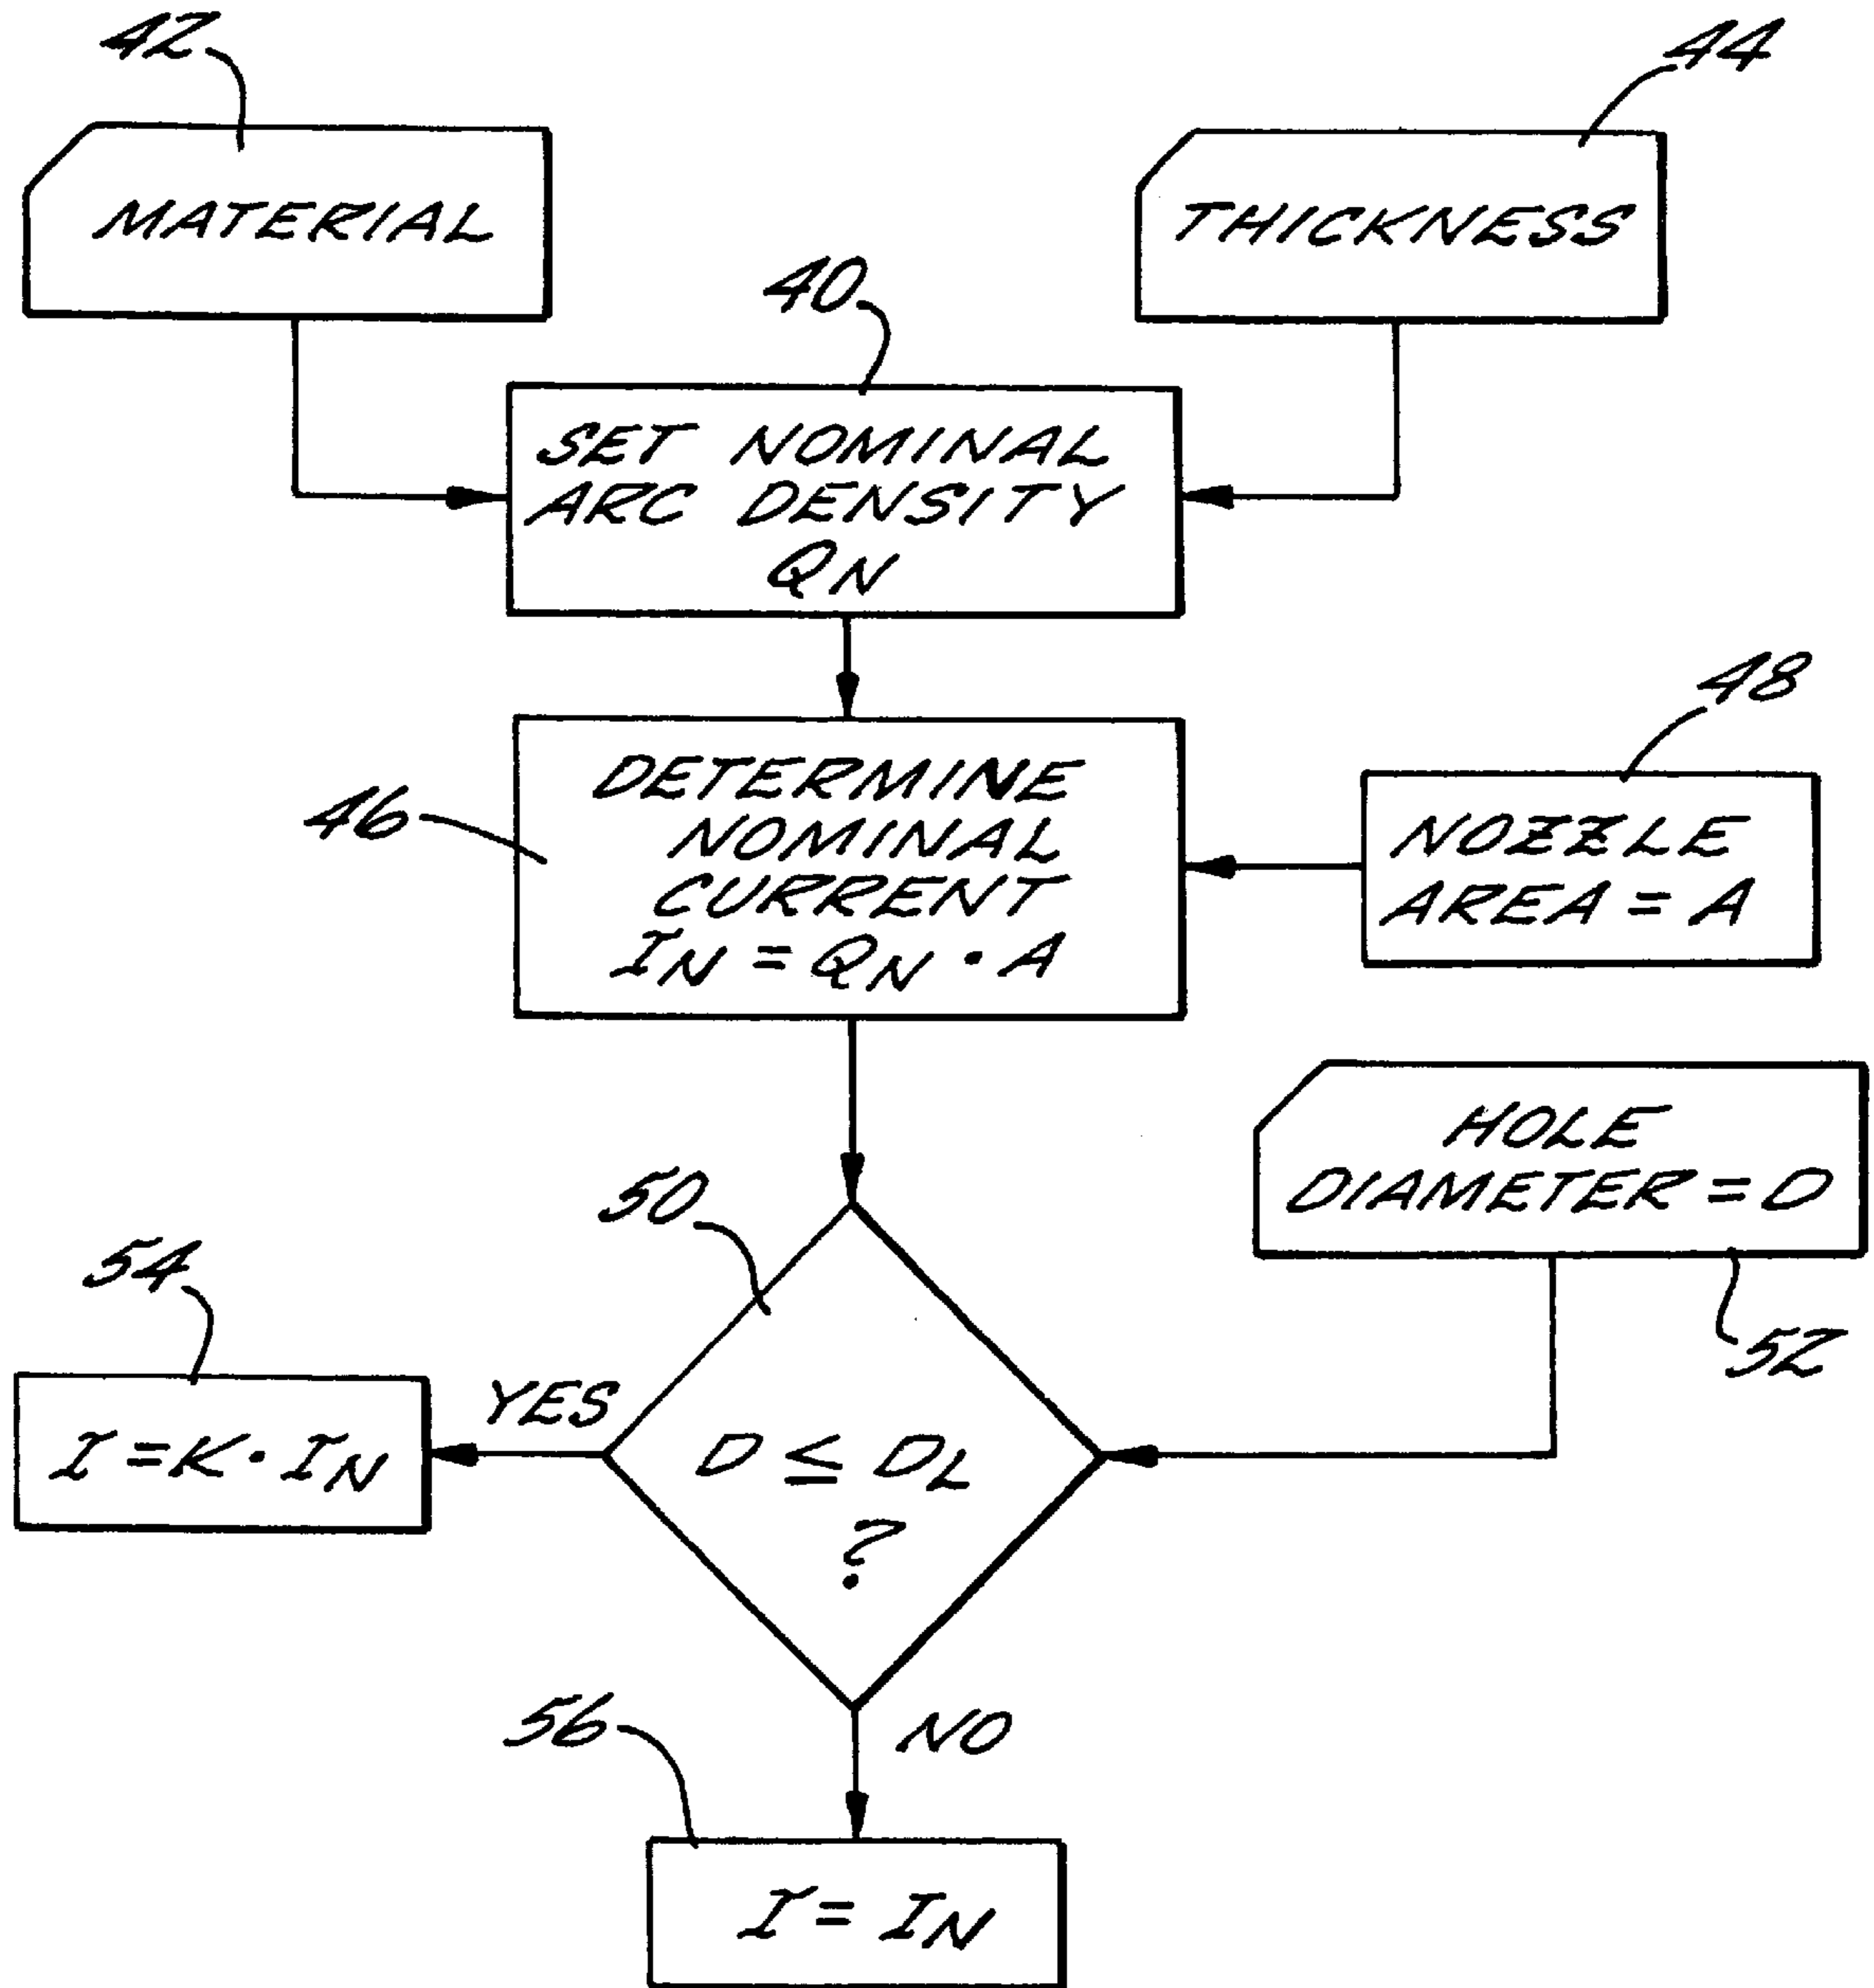 42
44
MATERIAL
THICKNESS
40
SET NOMINAL
ARC DENSITY
QN
48
46
DETERMINE
NOMINAL
CURRENT
IN = QN · A
NOZZLE
AREA = A
HOLE
DIAMETER = D
52
50
54
YES
I = K · IN
D ≤ DL
?
56
NO
I = IN